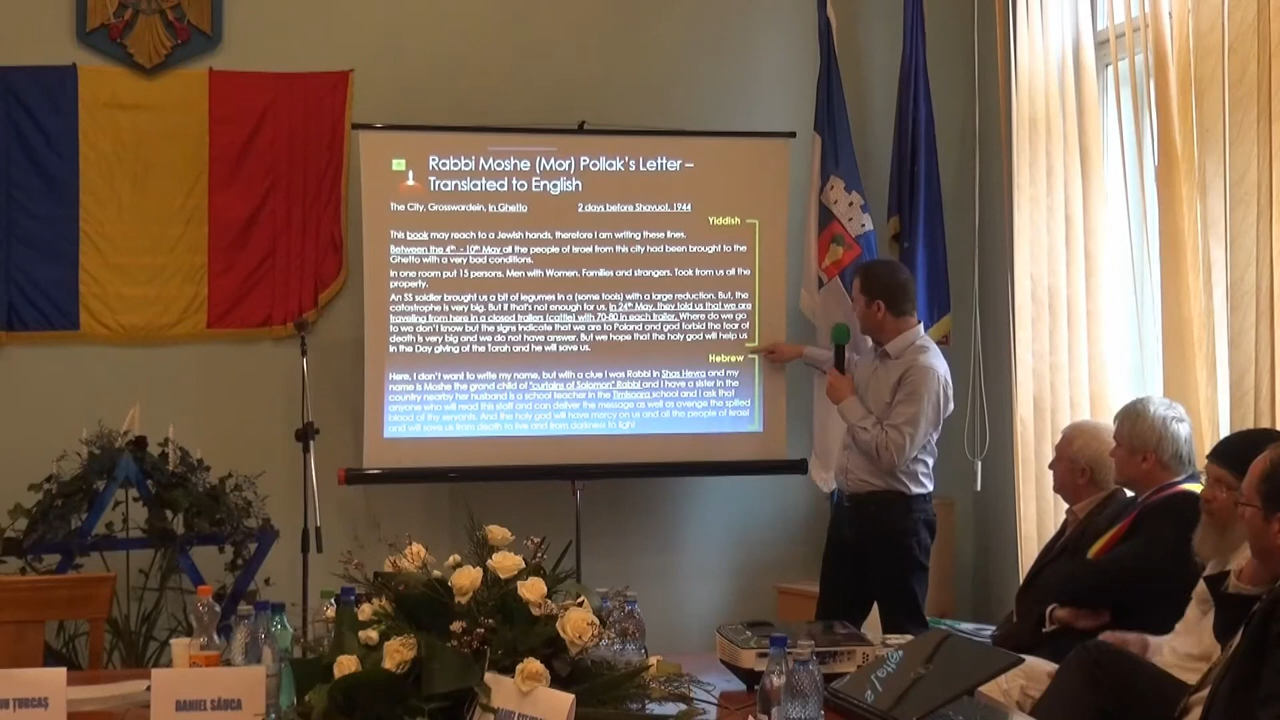 Rabbi Moshe (Mor) Pollak's Letter –
Translated to English
The City, Grosswardein, In Ghetto 2 days before Shavuot, 1944
Yiddish
This book may reach to a Jewish hands, therefore I am writing these lines.
Between the 4th - 10th May all the people of Israel from this city had been brought to the
Ghetto with a very bad conditions.
In one room put 15 persons. Men with Women. Families and strangers. Took from us all the
property.
An SS soldier brought us a bit of legumes in a (some tools) with a large reduction. But, the
catastrophe is very big. But if that's not enough for us, in 24th May, they told us that we are
traveling from here in a closed trailers (cattle) with 70-80 in each trailer. Where do we go
to we don't know but the signs indicate that we are to Poland and god forbid the fear of
death is very big and we do not have answer. But we hope that the holy god will help us
in the Day giving of the Torah and he will save us.
Hebrew
Here, I don't want to write my name, but with a clue I was Rabbi in Shas Hevra and my
name is Moshe the grand child of "curtains of Solomon" Rabbi and I have a sister in the
country nearby her husband is a school teacher in the Timisoara school and I ask that
anyone who will read this staff and can deliver the message as well as avenge the spilled
blood of thy servants. And the holy god will have mercy on us and all the people of Israel
and will save us from death to live and from darkness to light
ȚURCAȘ
DANIEL SĂUCA
Digital 2